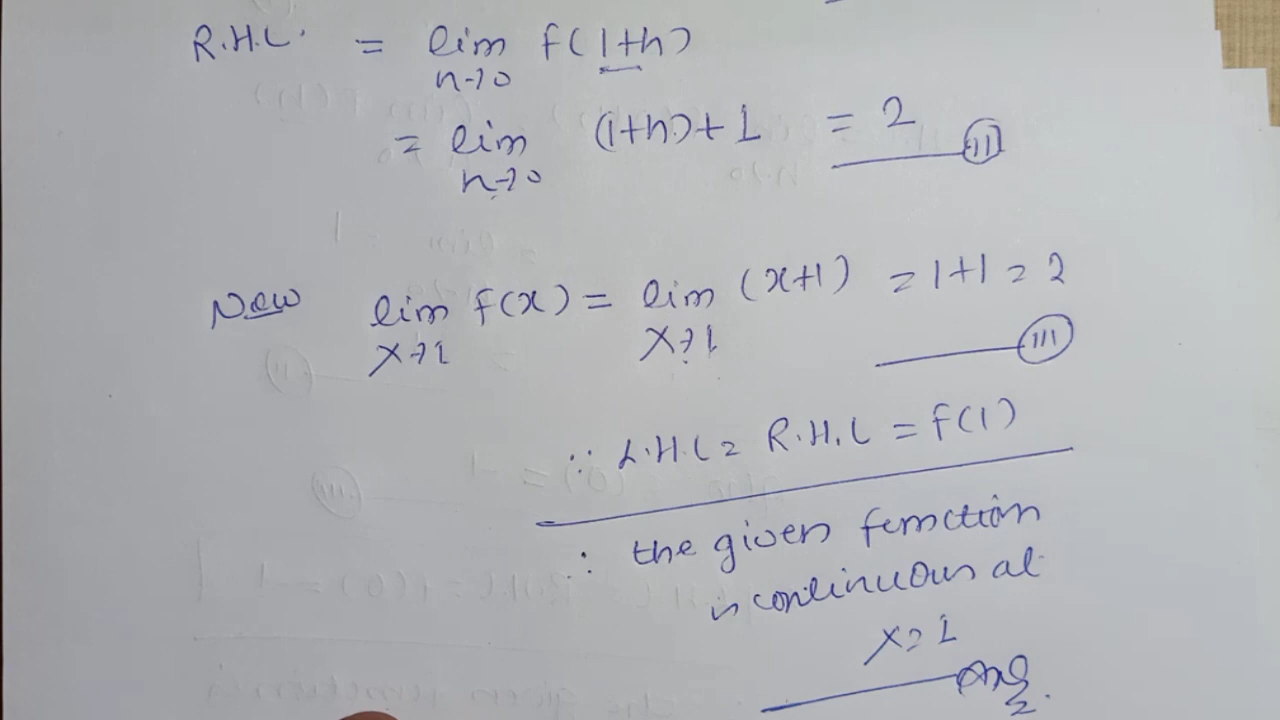 R.H.L. = lim f(1+h)
h→0
= lim (1+h)+1 = 2 (ii)
h→0
Now lim f(x) = lim (x+1) = 1+1 = 2
x→1 x→1
(iii)
∵ L.H.L = R.H.L = f(1)
∴ the given function
is continuous at
x = 1
Ans.